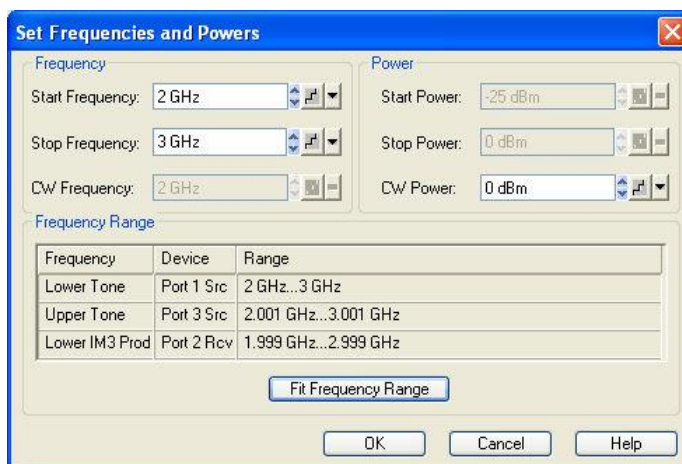 Set Frequencies and Powers
Frequency
Start Frequency: 2 GHz
Stop Frequency: 3 GHz
CW Frequency: 2 GHz
Power
Start Power: -25 dBm
Stop Power: 0 dBm
CW Power: 0 dBm
Frequency Range
Frequency Device Range
Lower Tone Port 1 Src 2 GHz...3 GHz
Upper Tone Port 3 Src 2.001 GHz...3.001 GHz
Lower IM3 Prod Port 2 Rcv 1.999 GHz...2.999 GHz
Fit Frequency Range
OK Cancel Help